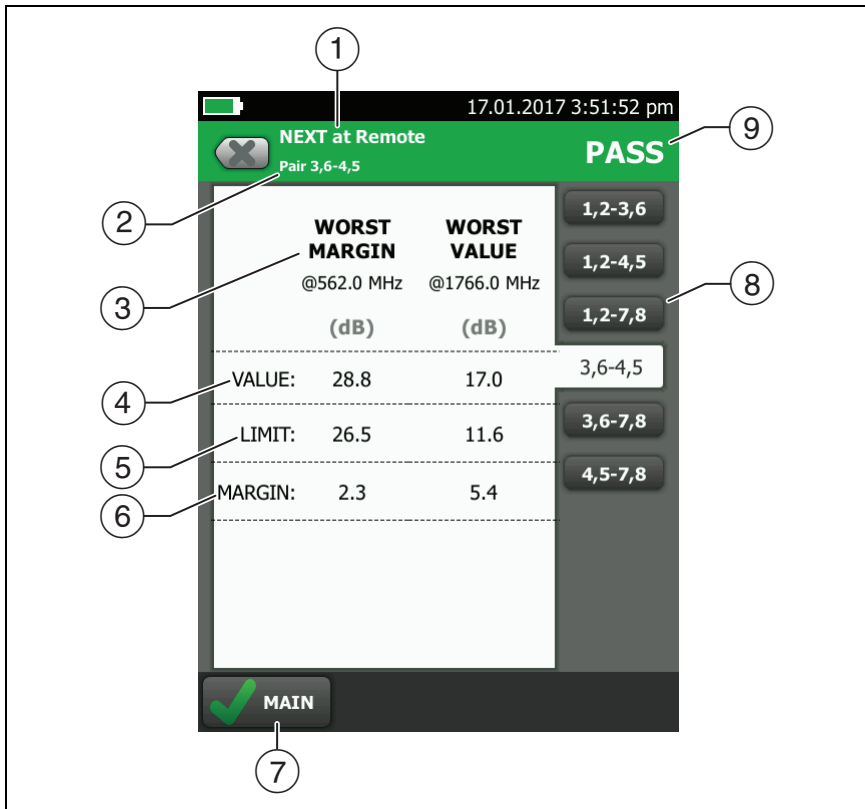 1
17.01.2017 3:51:52 pm
NEXT at Remote
PASS
9
Pair 3,6-4,5
2
1,2-3,6
WORST MARGIN
WORST VALUE
1,2-4,5
@562.0 MHz
@1766.0 MHz
3
8
1,2-7,8
(dB)
(dB)
3,6-4,5
VALUE: 28.8 17.0
4
3,6-7,8
LIMIT: 26.5 11.6
5
4,5-7,8
MARGIN: 2.3 5.4
6
MAIN
7